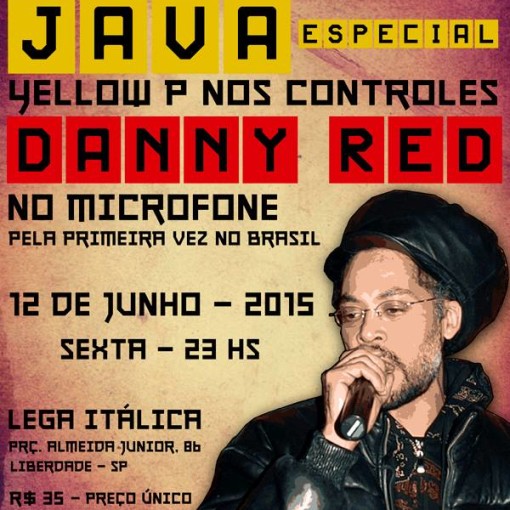 JAVA ESPECIAL
YELLOW P NOS CONTROLES
DANNY RED
NO MICROFONE
PELA PRIMEIRA VEZ NO BRASIL
12 DE JUNHO – 2015
SEXTA – 23 HS
LEGA ITÁLICA
PRÇ. ALMEIDA JUNIOR, 86
LIBERDADE – SP
R$ 35 – PREÇO ÚNICO